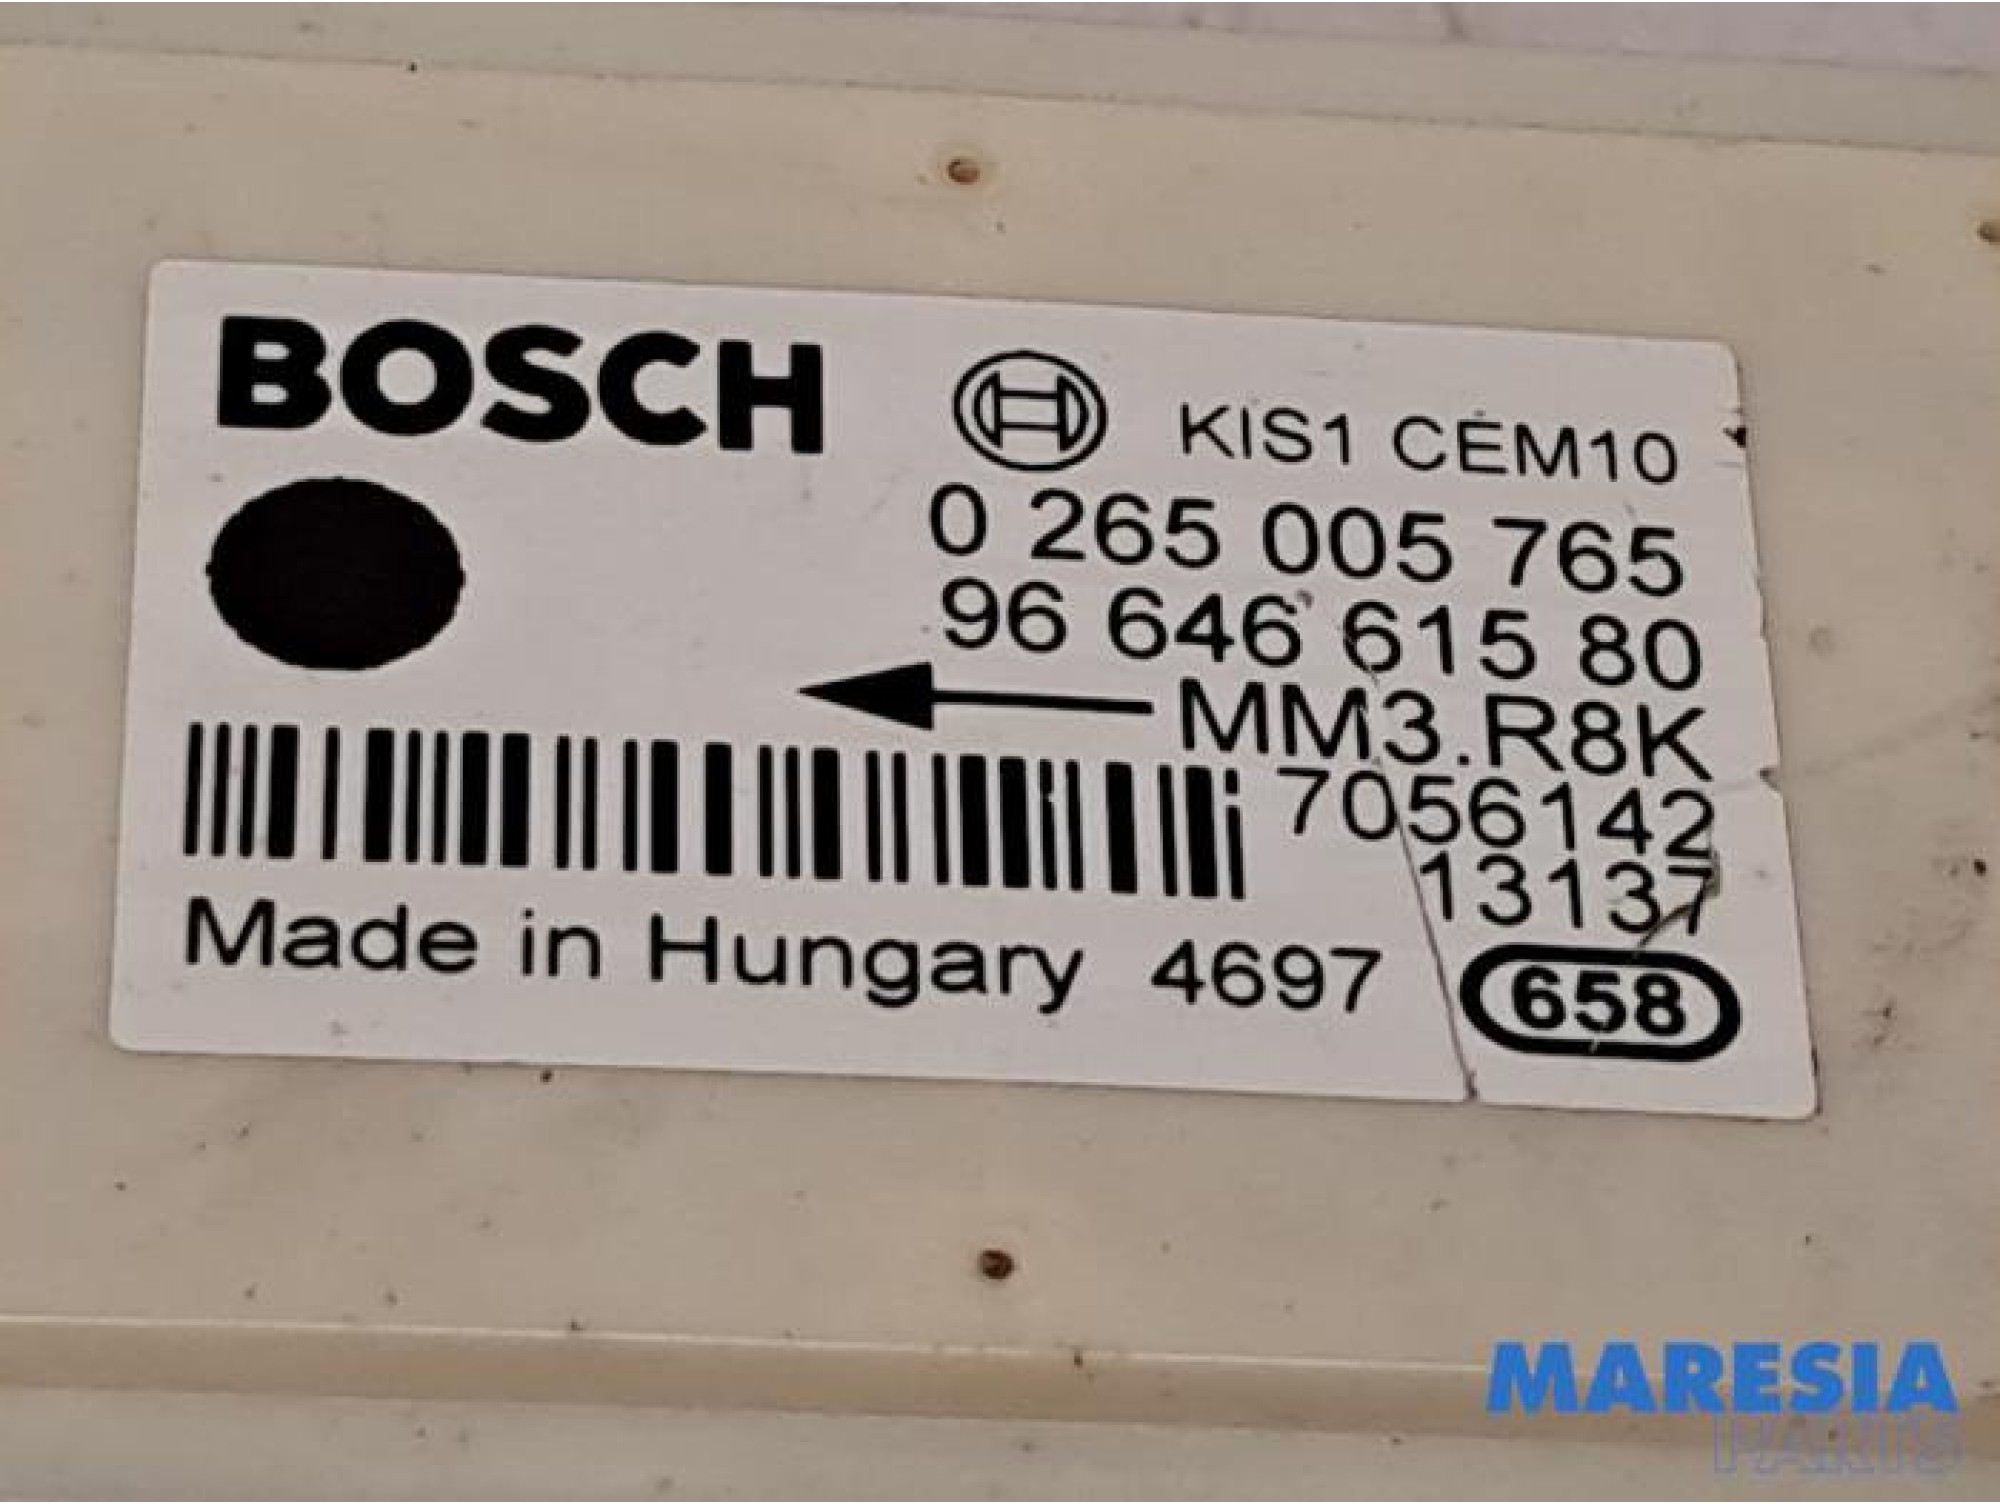 BOSCH
KIS1 CEM10
0 265 005 765
96 646 615 80
MM3.R8K
7056142
13137
Made in Hungary 4697
658
MARESIA
PARTS